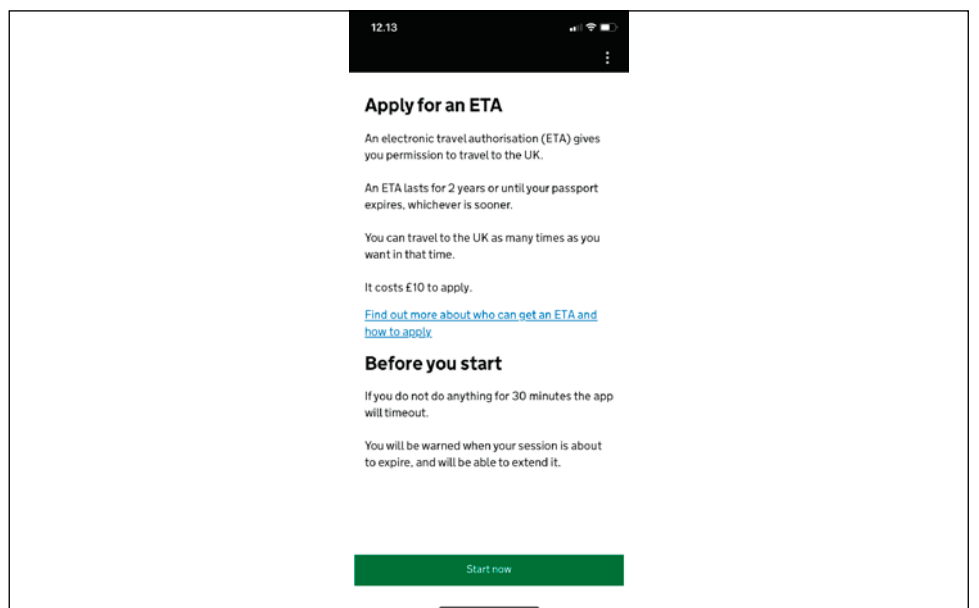 12.13
Apply for an ETA
An electronic travel authorisation (ETA) gives
you permission to travel to the UK.
An ETA lasts for 2 years or until your passport
expires, whichever is sooner.
You can travel to the UK as many times as you
want in that time.
It costs £10 to apply.
Find out more about who can get an ETA and
how to apply
Before you start
If you do not do anything for 30 minutes the app
will timeout.
You will be warned when your session is about
to expire, and will be able to extend it.
Start now